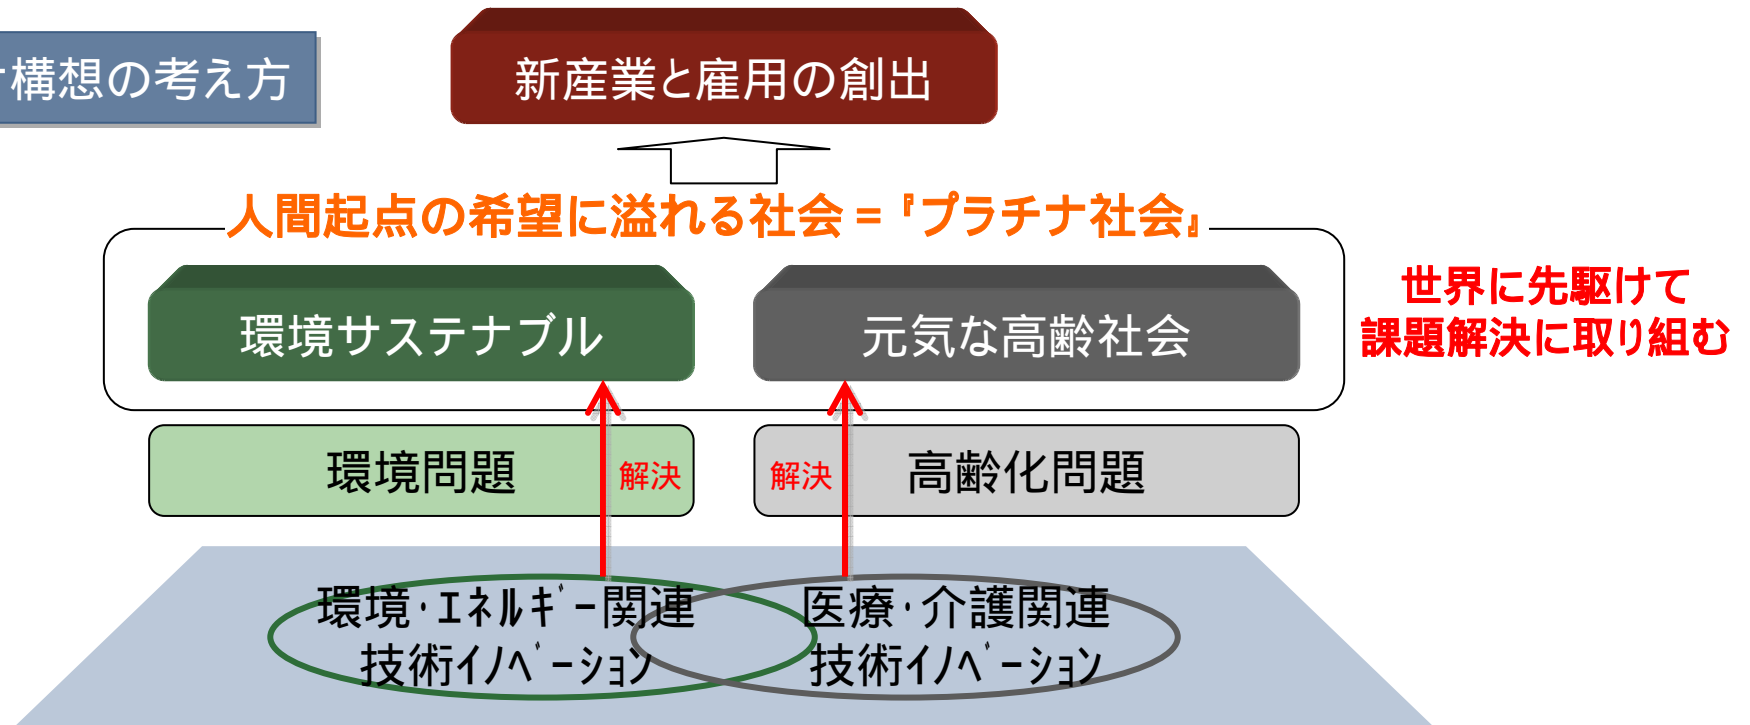 構想の考え方
新産業と雇用の創出
人間起点の希望に溢れる社会=『プラチナ社会』
環境サステナブル
元気な高齢社会
世界に先駆けて
課題解決に取り組む
環境問題
解決
解決
高齢化問題
環境・エネルギー関連
技術イノベーション
医療・介護関連
技術イノベーション